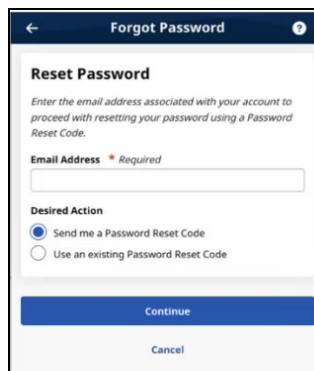 Forgot Password ?
Reset Password
Enter the email address associated with your account to
proceed with resetting your password using a Password
Reset Code.
Email Address * Required
Desired Action
Send me a Password Reset Code
Use an existing Password Reset Code
Continue
Cancel